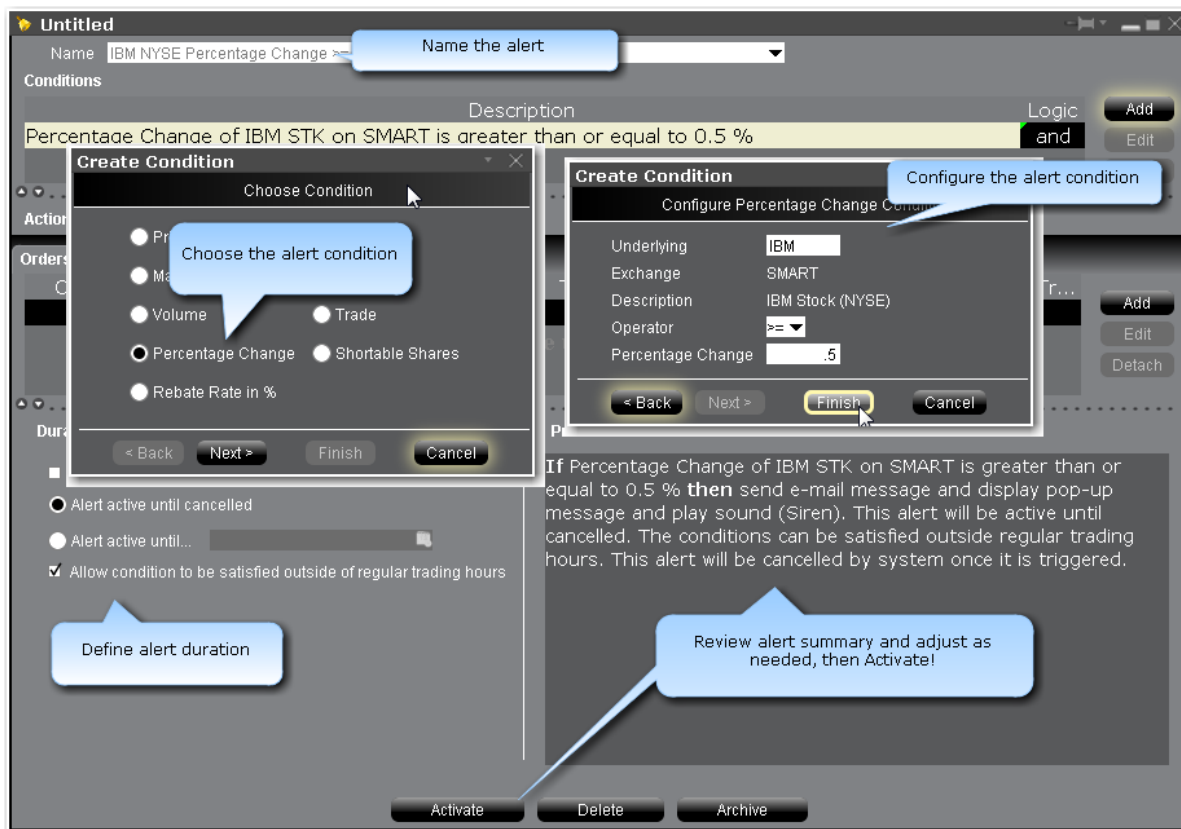 Untitled
Name IBM NYSE Percentage Change >=
Name the alert
Conditions
Description Logic
Add
Percentage Change of IBM STK on SMART is greater than or equal to 0.5 % and
Edit
Create Condition
Choose Condition
Choose the alert condition
Volume Trade
Percentage Change Shortable Shares
Rebate Rate in %
< Back Next > Finish Cancel
Create Condition
Configure the alert condition
Configure Percentage Change
Underlying IBM
Exchange SMART
Description IBM Stock (NYSE)
Operator >=
Percentage Change .5
< Back Next > Finish Cancel
Orders
Tr...
Add
Edit
Detach
Alert active until cancelled
Alert active until...
Allow condition to be satisfied outside of regular trading hours
Define alert duration
If Percentage Change of IBM STK on SMART is greater than or
equal to 0.5 % then send e-mail message and display pop-up
message and play sound (Siren). This alert will be active until
cancelled. The conditions can be satisfied outside regular trading
hours. This alert will be cancelled by system once it is triggered.
Review alert summary and adjust as
needed, then Activate!
Activate Delete Archive